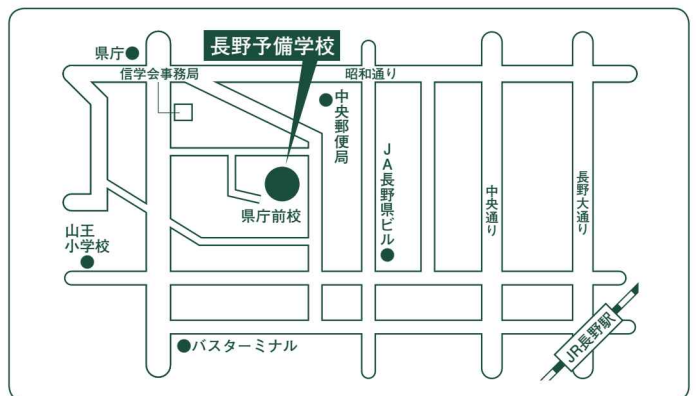 長野予備学校
県庁
信学会事務局
昭和通り
中央郵便局
JA長野県ビル
中央通り
長野大通り
県庁前校
山王
小学校
バスターミナル
JR長野駅